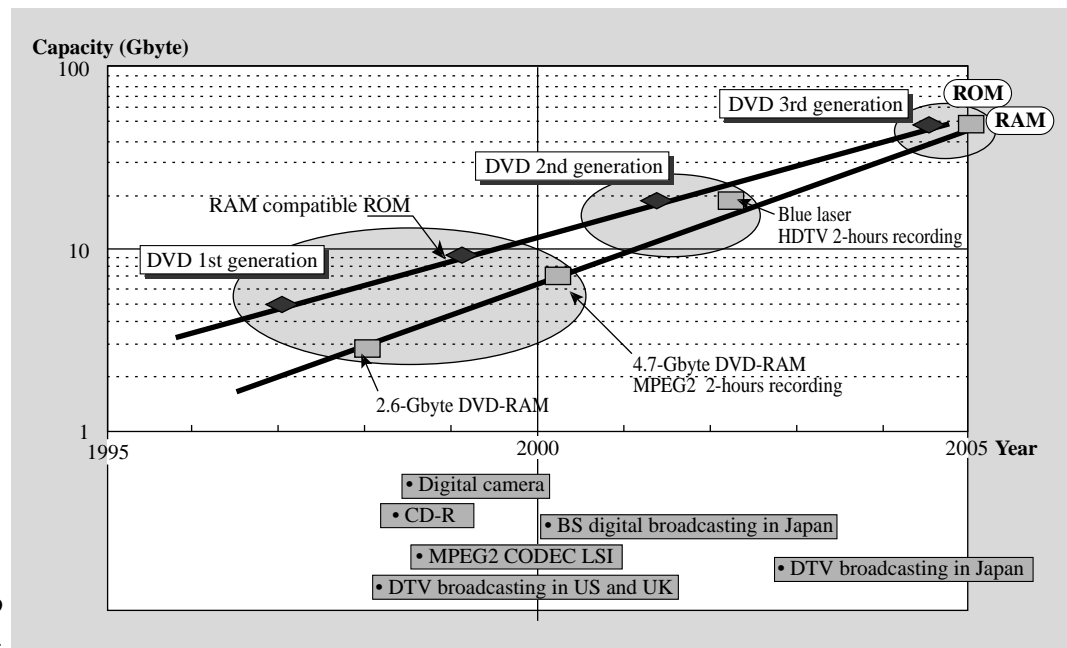 Capacity (Gbyte)
100
ROM
DVD 3rd generation
RAM
DVD 2nd generation
RAM compatible ROM
Blue laser
HDTV 2-hours recording
10
DVD 1st generation
4.7-Gbyte DVD-RAM
MPEG2 2-hours recording
2.6-Gbyte DVD-RAM
1
1995
2000
2005 Year
• Digital camera
• CD-R
• BS digital broadcasting in Japan
• MPEG2 CODEC LSI
• DTV broadcasting in Japan
• DTV broadcasting in US and UK